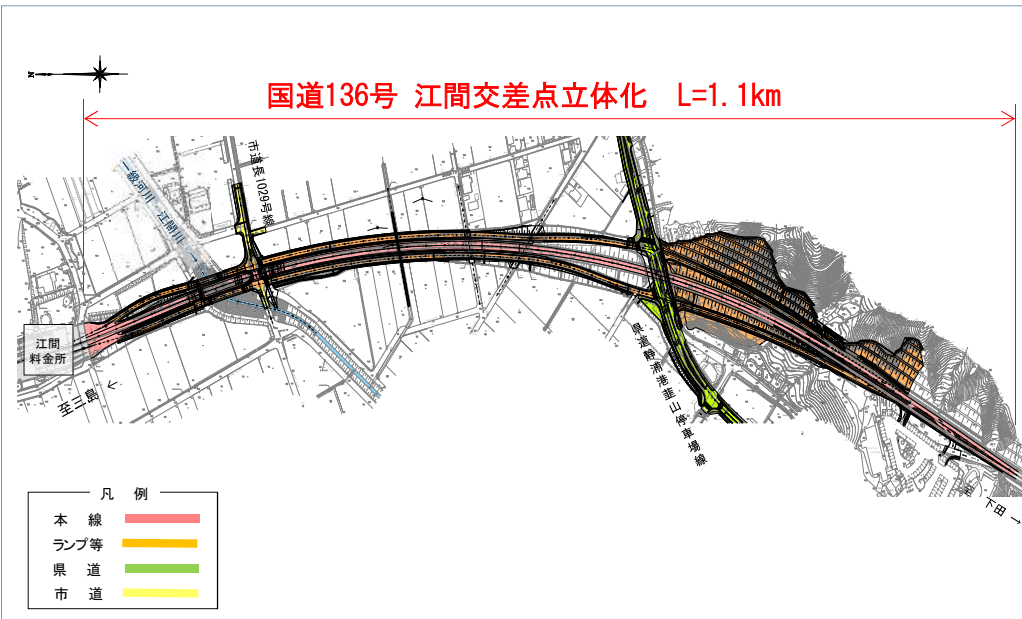 N
国道136号 江間交差点立体化 L=1.1km
一級河川 江間川
市道長1029号線
江間
料金所
至三島
県道静浦港韮山停車場線
至 下田
凡 例
本 線
ランプ等
県 道
市 道